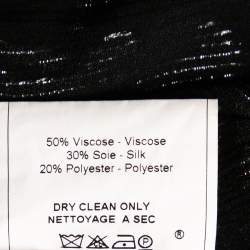 50% Viscose - Viscose
30% Soie - Silk
20% Polyester - Polyester
DRY CLEAN ONLY
NETTOYAGE A SEC
®